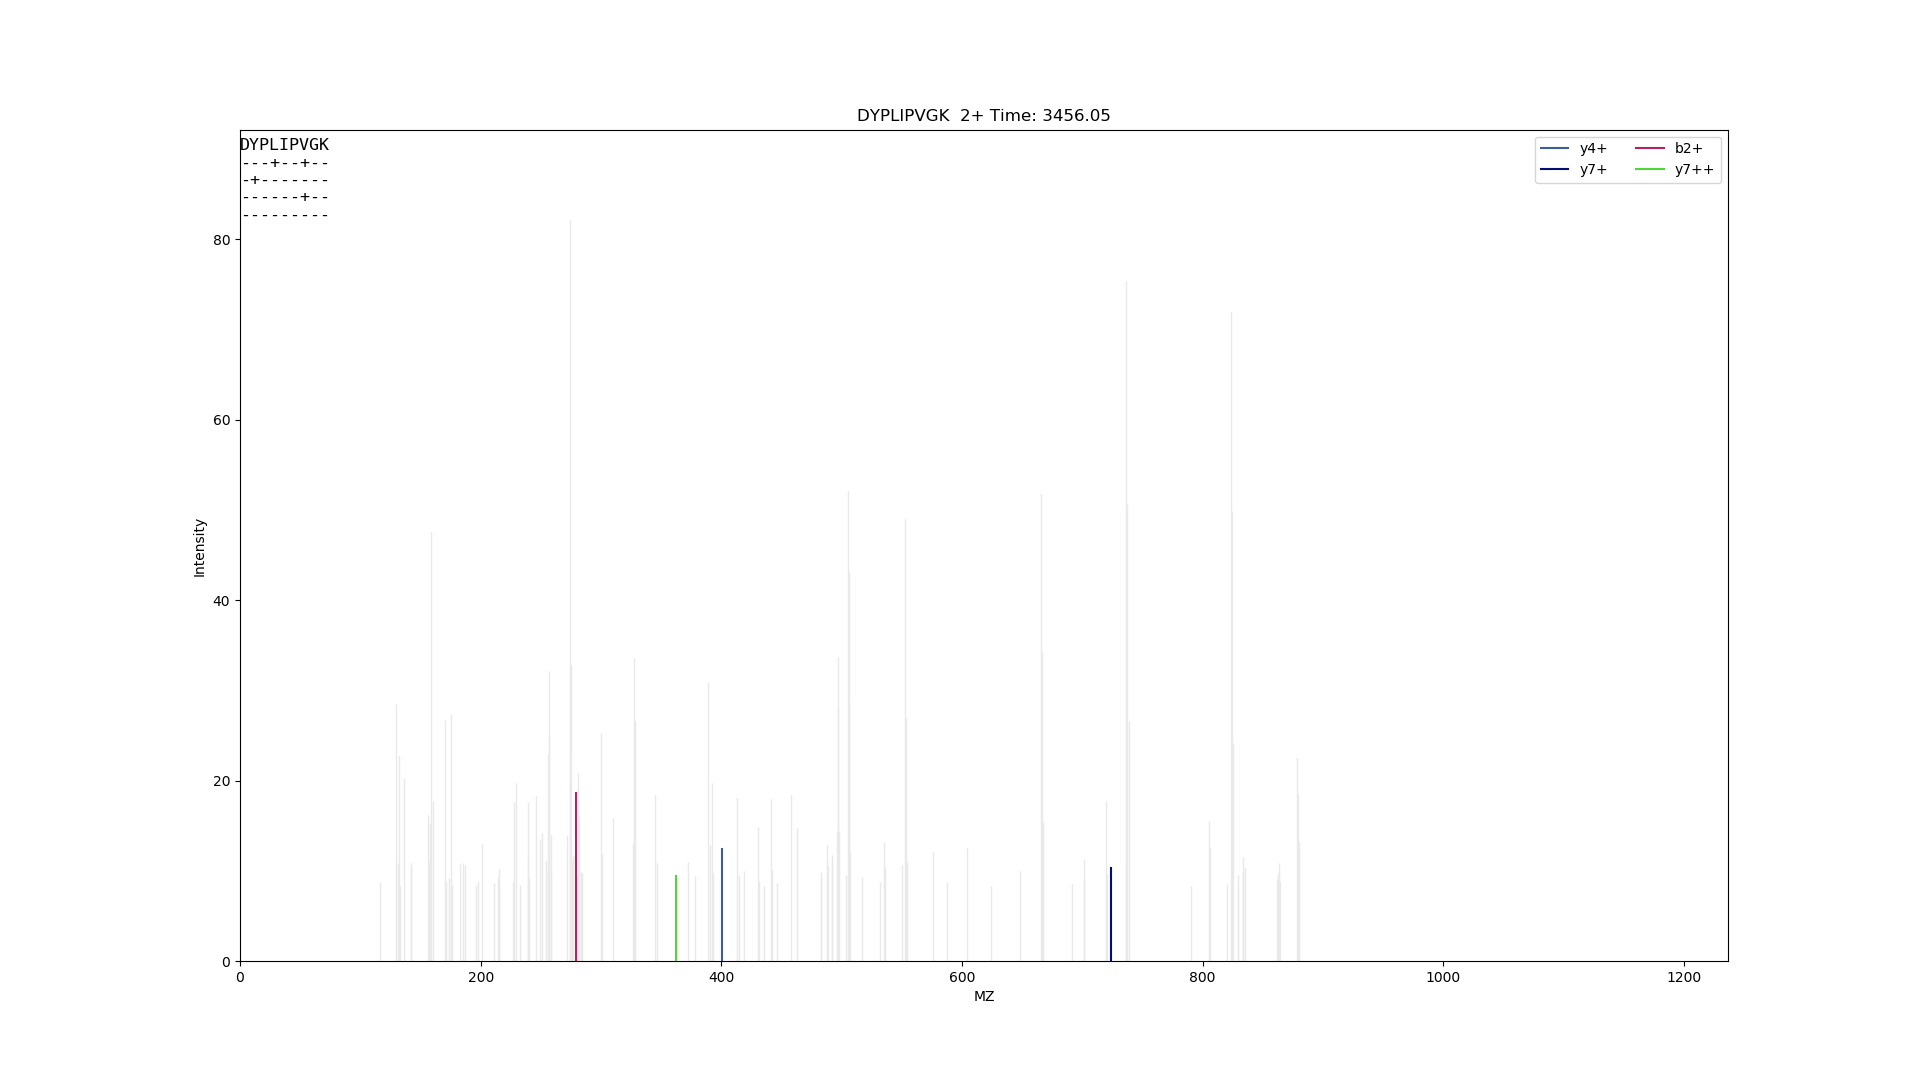 DYPLIPVGK 2+ Time: 3456.05
DYPLIPVGK
---+--+--
-+-------
------+--
---------
y4+ b2+
y7+ y7++
80
60
40
20
0
Intensity
0 200 400 600 800 1000 1200
MZ